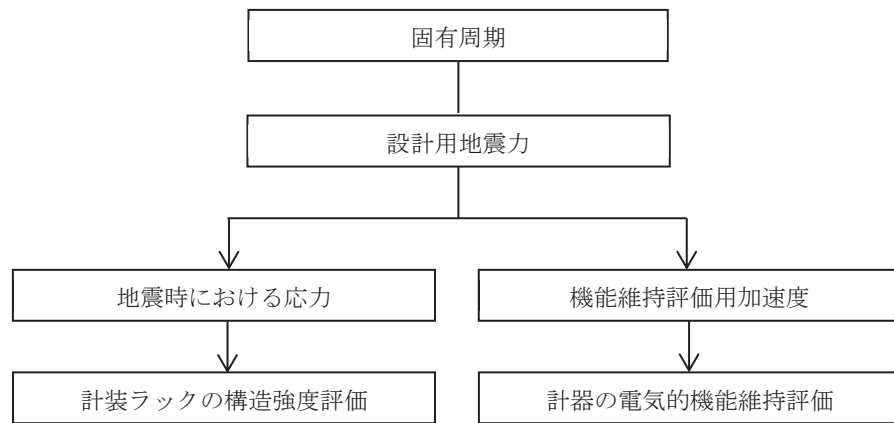 固有周期
設計用地震力
地震時における応力
機能維持評価用加速度
計装ラックの構造強度評価
計器の電気的機能維持評価